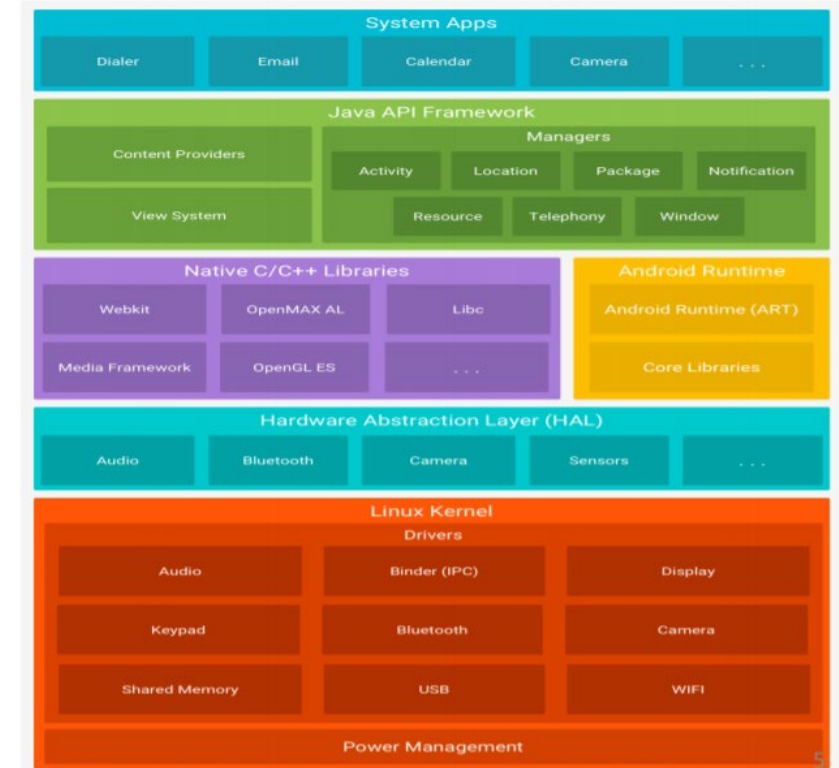 System Apps
Dialer Email Calendar Camera . . .
Java API Framework
Content Providers
View System
Managers
Activity Location Package Notification
Resource Telephony Window
Native C/C++ Libraries
Webkit OpenMAX AL Libc
Media Framework OpenGL ES . . .
Android Runtime
Android Runtime (ART)
Core Libraries
Hardware Abstraction Layer (HAL)
Audio Bluetooth Camera Sensors . . .
Linux Kernel
Drivers
Audio Binder (IPC) Display
Keypad Bluetooth Camera
Shared Memory USB WIFI
Power Management
5